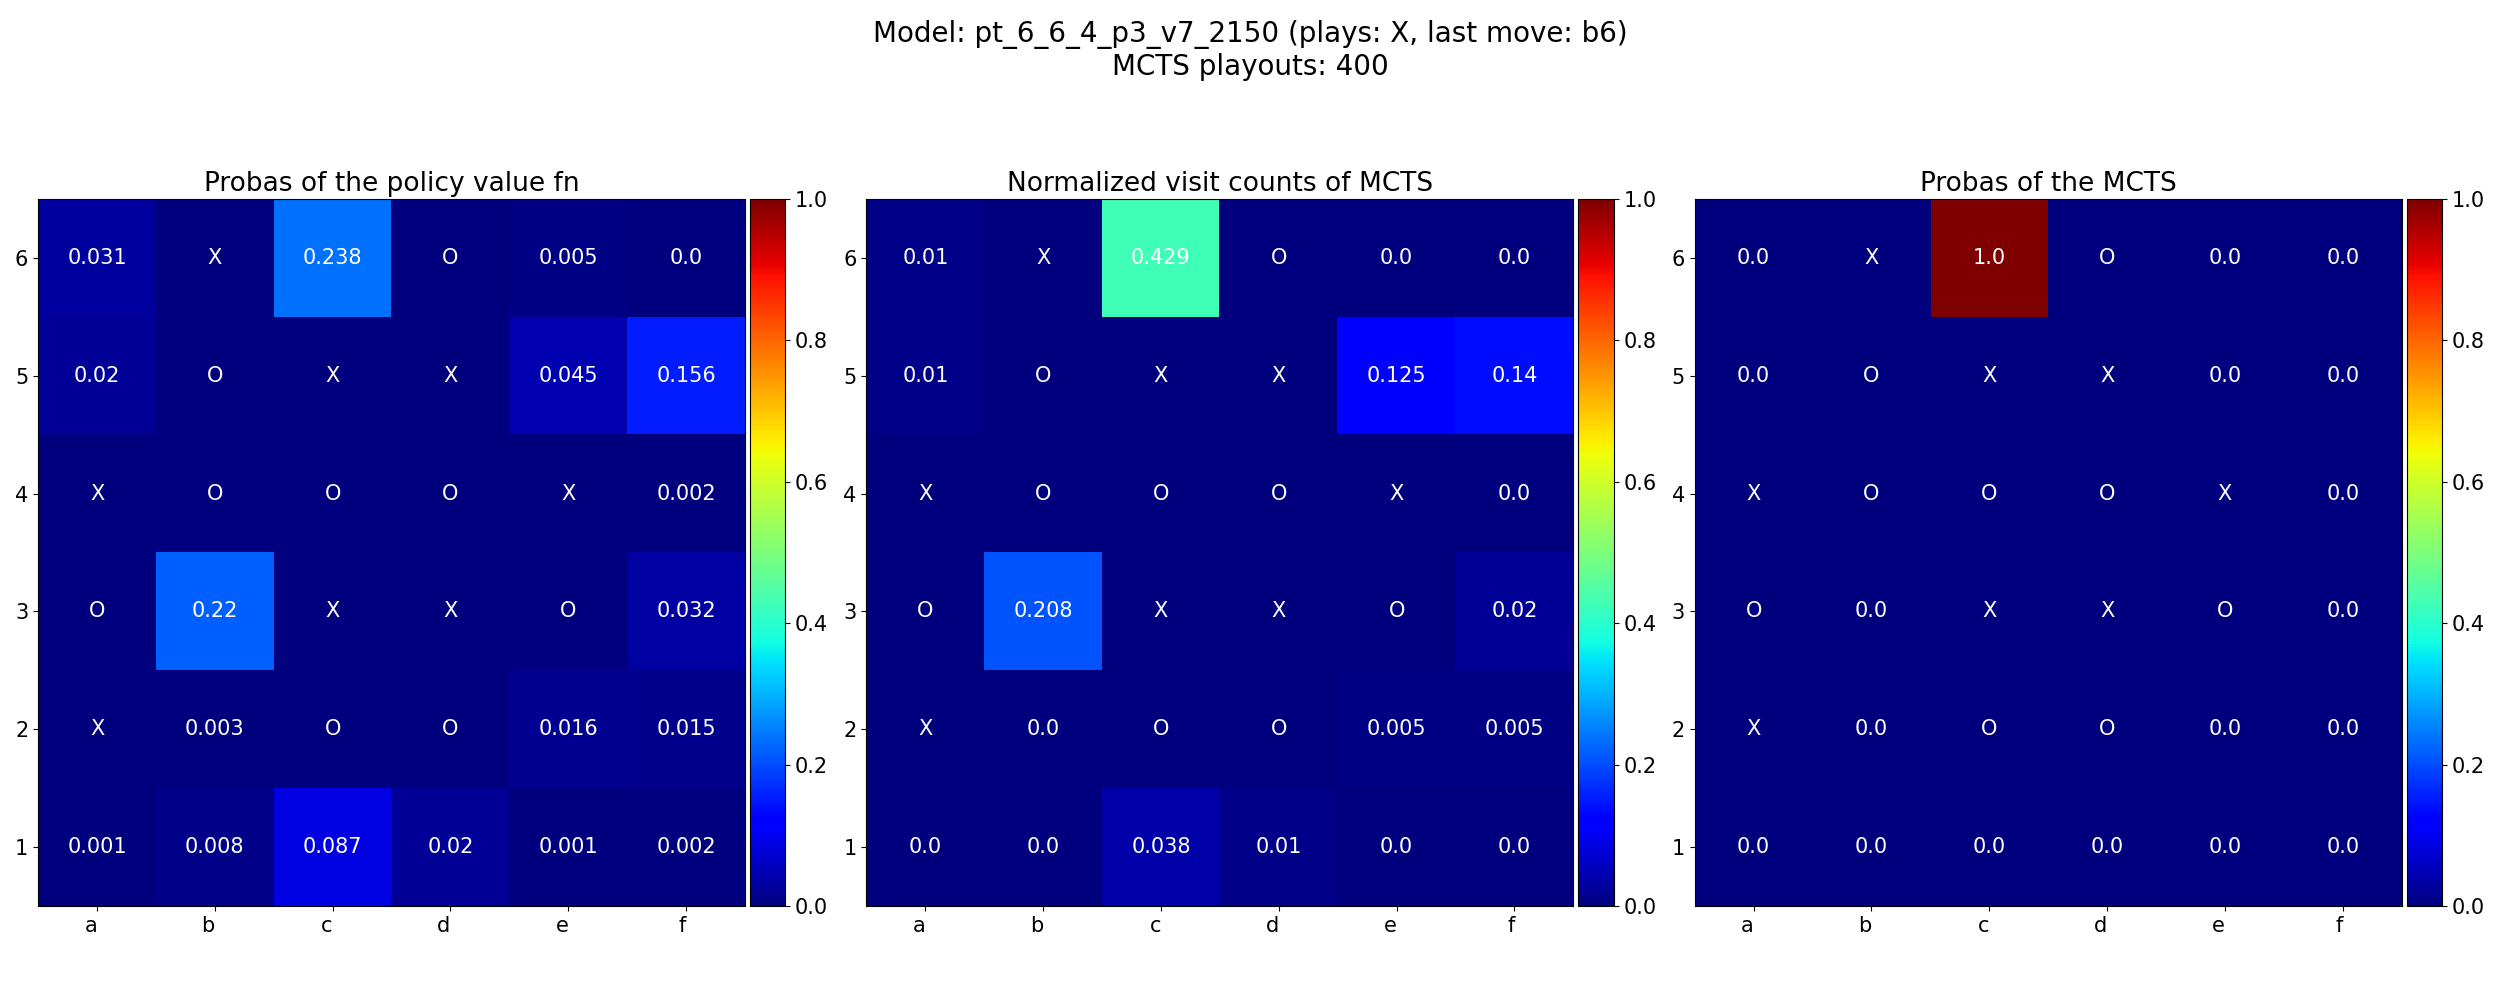 Model: pt_6_6_4_p3_v7_2150 (plays: X, last move: b6)
MCTS playouts: 400
Probas of the policy value fn
6 0.031 X 0.238 O 0.005 0.0
5 0.02 O X X 0.045 0.156
4 X O O O X 0.002
3 O 0.22 X X O 0.032
2 X 0.003 O O 0.016 0.015
1 0.001 0.008 0.087 0.02 0.001 0.002
a b c d e f
1.0
0.8
0.6
0.4
0.2
0.0
Normalized visit counts of MCTS
6 0.01 X 0.429 O 0.0 0.0
5 0.01 O X X 0.125 0.14
4 X O O O X 0.0
3 O 0.208 X X O 0.02
2 X 0.0 O O 0.005 0.005
1 0.0 0.0 0.038 0.01 0.0 0.0
a b c d e f
1.0
0.8
0.6
0.4
0.2
0.0
Probas of the MCTS
6 0.0 X 1.0 O 0.0 0.0
5 0.0 O X X 0.0 0.0
4 X O O O X 0.0
3 O 0.0 X X O 0.0
2 X 0.0 O O 0.0 0.0
1 0.0 0.0 0.0 0.0 0.0 0.0
a b c d e f
1.0
0.8
0.6
0.4
0.2
0.0